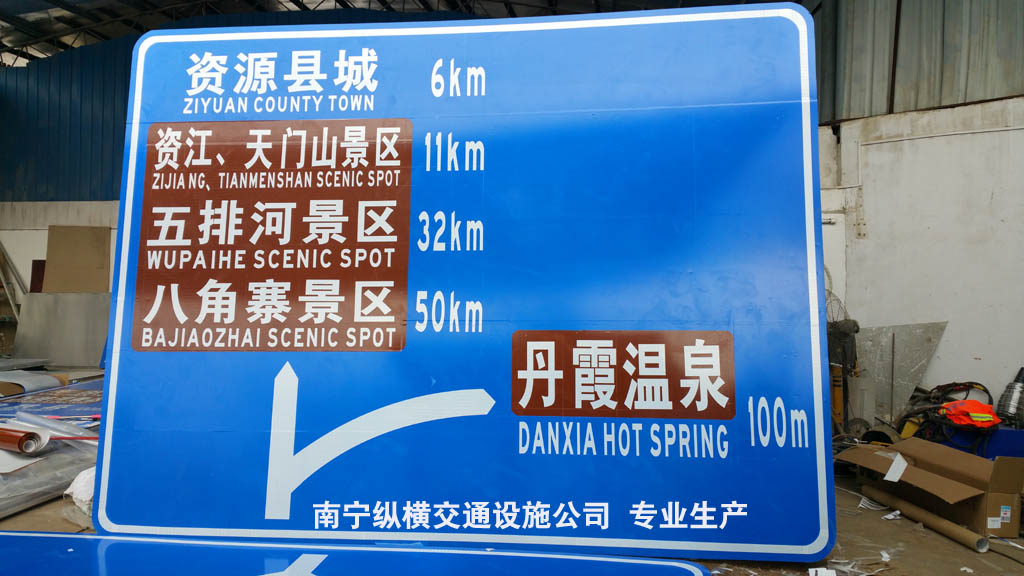 资源县城 6km
ZIYUAN COUNTY TOWN
资江、天门山景区 11km
ZIJIANG、TIANMENSHAN SCENIC SPOT
五排河景区 32km
WUPAIHE SCENIC SPOT
八角寨景区 50km
BAJIAOZHAI SCENIC SPOT
丹霞温泉
DANXIA HOT SPRING 100m
南宁纵横交通设施公司 专业生产